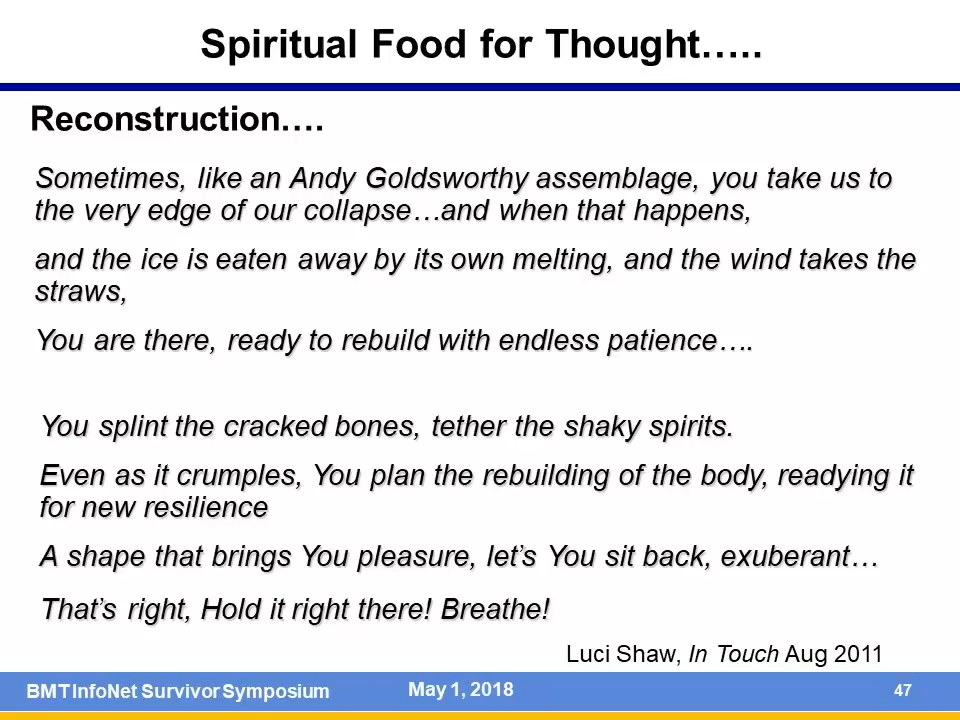 Spiritual Food for Thought…..
Reconstruction….
Sometimes, like an Andy Goldsworthy assemblage, you take us to
the very edge of our collapse…and when that happens,
and the ice is eaten away by its own melting, and the wind takes the
straws,
You are there, ready to rebuild with endless patience….
You splint the cracked bones, tether the shaky spirits.
Even as it crumples, You plan the rebuilding of the body, readying it
for new resilience
A shape that brings You pleasure, let’s You sit back, exuberant…
That’s right, Hold it right there! Breathe!
Luci Shaw, In Touch Aug 2011
BMT InfoNet Survivor Symposium May 1, 2018 47